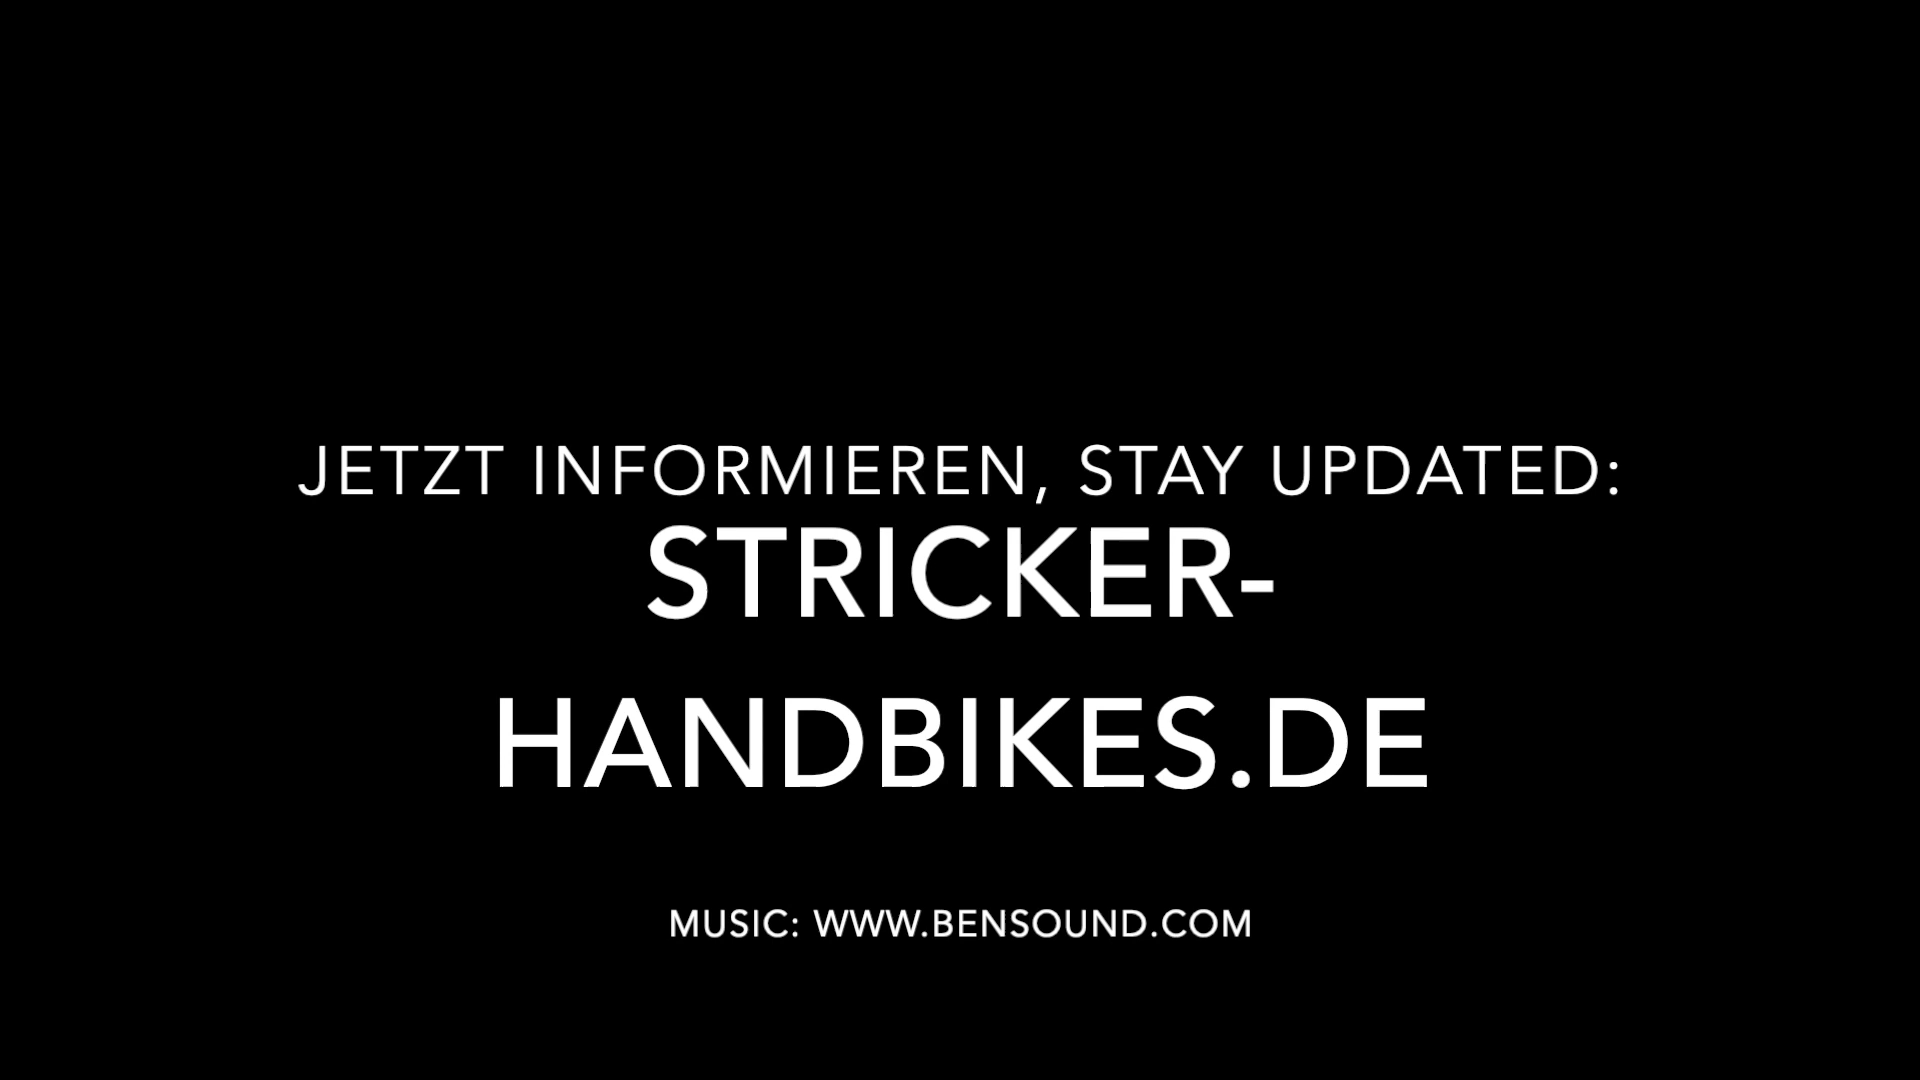 JETZT INFORMIEREN, STAY UPDATED:
STRICKER-
HANDBIKES.DE
MUSIC: WWW.BENSOUND.COM